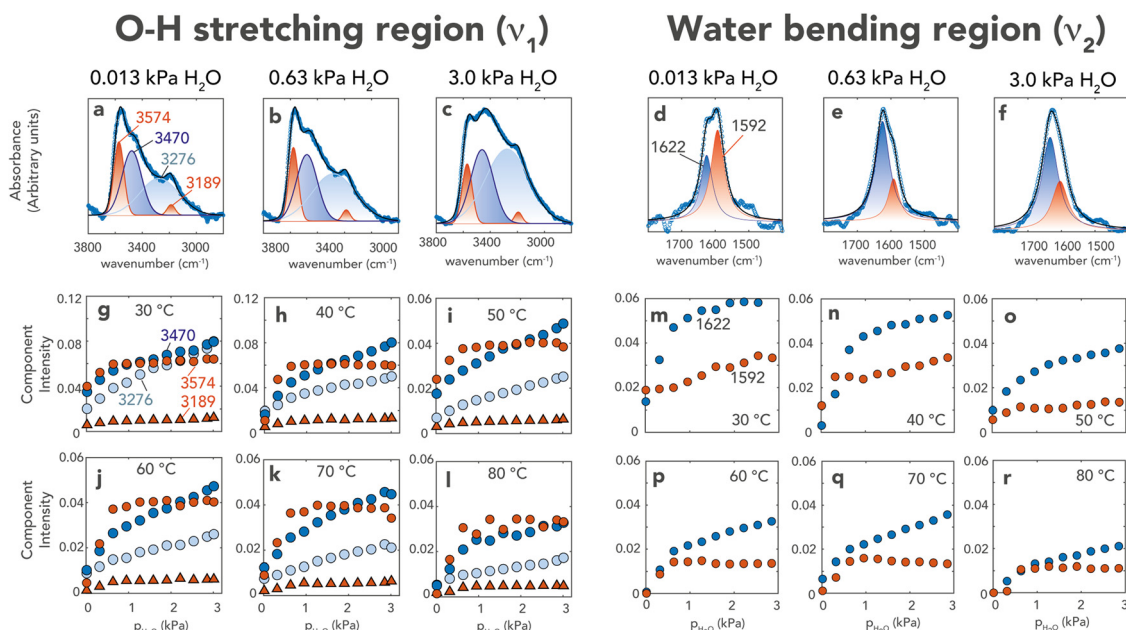 O-H stretching region (ν1) Water bending region (ν2)
0.013 kPa H2O 0.63 kPa H2O 3.0 kPa H2O 0.013 kPa H2O 0.63 kPa H2O 3.0 kPa H2O
Absorbance
(Arbitrary units)
a b c d e f
3574
3470
3276
3189
1622
1592
3800 3400 3000 3800 3400 3000 3800 3400 3000 1700 1600 1500 1700 1600 1500 1700 1600 1500
wavenumber (cm-1) wavenumber (cm-1) wavenumber (cm-1) wavenumber (cm-1) wavenumber (cm-1) wavenumber (cm-1)
Component
Intensity
0.12 0.12 0.06 0.06 0.06 0.06
0.08 0.08 0.04 0.04 0.04 0.04
0.04 0.04 0.02 0.02 0.02 0.02
0 0 0 0 0 0
g 30 °C
3470
3574
3276
3189
h 40 °C
i 50 °C
m 1622
1592
30 °C
n 40 °C
o 50 °C
Component
Intensity
0.06 0.06 0.06 0.06 0.06 0.06
0.04 0.04 0.04 0.04 0.04 0.04
0.02 0.02 0.02 0.02 0.02 0.02
0 0 0 0 0 0
j 60 °C
k 70 °C
l 80 °C
p 60 °C
q 70 °C
r 80 °C
0 1 2 3 0 1 2 3 0 1 2 3 0 1 2 3 0 1 2 3 0 1 2 3
pH2O (kPa) pH2O (kPa) pH2O (kPa) pH2O (kPa) pH2O (kPa) pH2O (kPa)